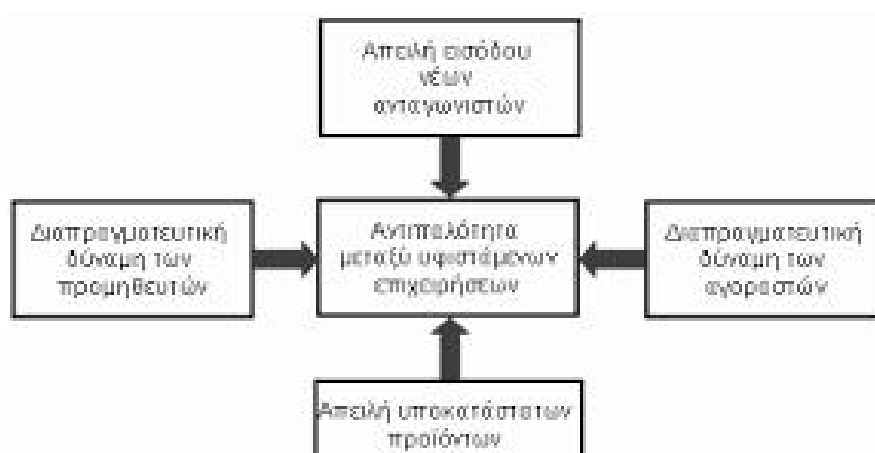 Απειλή εισόδου
νέων
ανταγωνιστών
Διαπραγματευτική
δύναμη των
προμηθευτών
Αντιπαλότητα
μεταξύ υφιστάμενων
επιχειρήσεων
Διαπραγματευτική
δύναμη των
αγοραστών
Απειλή υποκατάστατων
προϊόντων